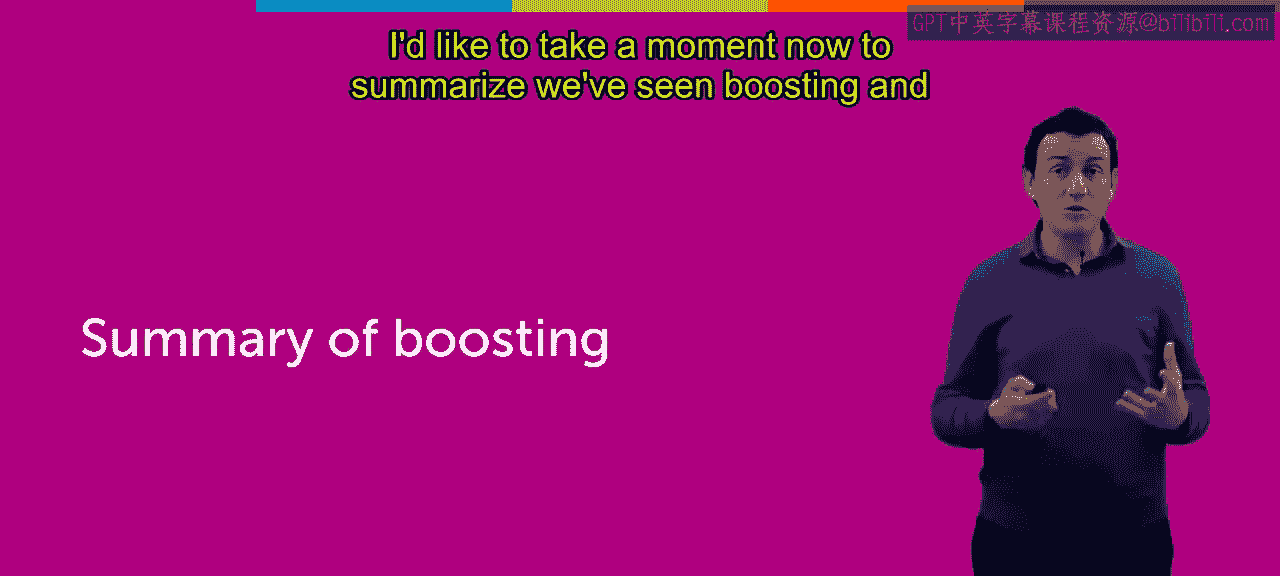 GPT中英字幕课程资源@bilibili.com
I'd like to take a moment now to
summarize we've seen boosting and
Summary of boosting